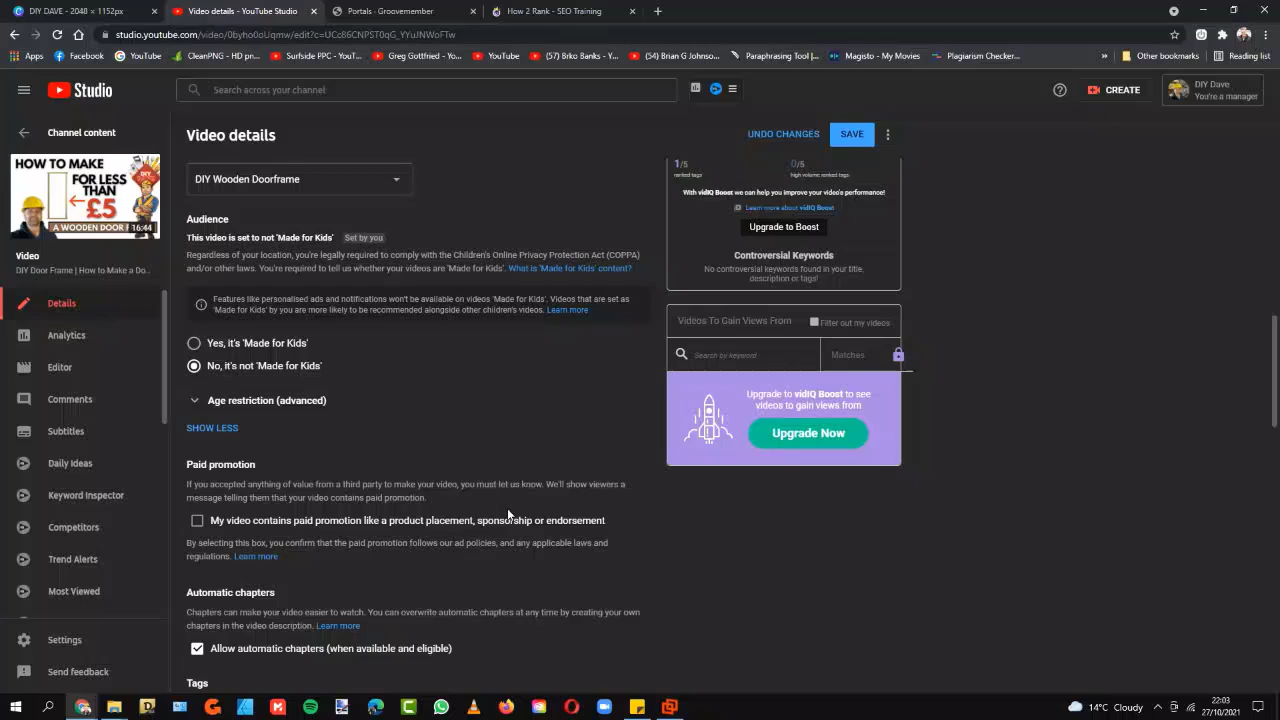 DIY DAVE - 2048 × 1152px
Video details - YouTube Studio
Portals - Groovemember
How 2 Rank - SEO Training
studio.youtube.com/video/0byho0oUqmw/edit?c=UCc86CNPST0qG_YYuJNWoFTw
Apps
Facebook
CleanPNG - HD pn...
Surfside PPC - YouT...
Greg Gottfried - Yo...
YouTube
(58) Brko Banks - Y...
(54) Brian G Johnso...
Paraphrasing Tool |...
Magisto - My Movies
Plagiarism Checker...
Other bookmarks
Reading list
Studio
Search across your channel
CREATE
DIY Dave
You're a manager
Channel content
HOW TO MAKE
FOR LESS
THAN
£5
DIY
A WOODEN DOOR F
16:44
Video
DIY Door Frame | How to Make a Do...
Details
Analytics
Editor
Comments
Subtitles
Daily Ideas
Keyword Inspector
Competitors
Trend Alerts
Most Viewed
Settings
Send feedback
Video details
UNDO CHANGES
SAVE
DIY Wooden Doorframe
Audience
This video is set to not 'Made for Kids' Set by you
Regardless of your location, you're legally required to comply with the Children's Online Privacy Protection Act (COPPA)
and/or other laws. You're required to tell us whether your videos are 'Made for Kids'. What is 'Made for Kids' content?
Features like personalised ads and notifications won't be available on videos 'Made for Kids'. Videos that are set as
'Made for Kids' by you are more likely to be recommended alongside other children's videos. Learn more
Yes, it's 'Made for Kids'
No, it's not 'Made for Kids'
Age restriction (advanced)
SHOW LESS
Paid promotion
If you accepted anything of value from a third party to make your video, you must let us know. We'll show viewers a
message telling them that your video contains paid promotion.
My video contains paid promotion like a product placement, sponsorship or endorsement
By selecting this box, you confirm that the paid promotion follows our ad policies, and any applicable laws and
regulations. Learn more
Automatic chapters
Chapters can make your video easier to watch. You can overwrite automatic chapters at any time by creating your own
chapters in the video description. Learn more
Allow automatic chapters (when available and eligible)
Tags
1/5
ranked tags
0/5
high volume ranked tags
With vidIQ Boost we can help you improve your video's performance!
Learn more about vidIQ Boost
Upgrade to Boost
Controversial Keywords
No controversial keywords found in your title,
description or tags!
Videos To Gain Views From
Filter out my videos
Search by keyword
Matches
Upgrade to vidIQ Boost to see
videos to gain views from
Upgrade Now
14°C Cloudy
22:03
27/10/2021